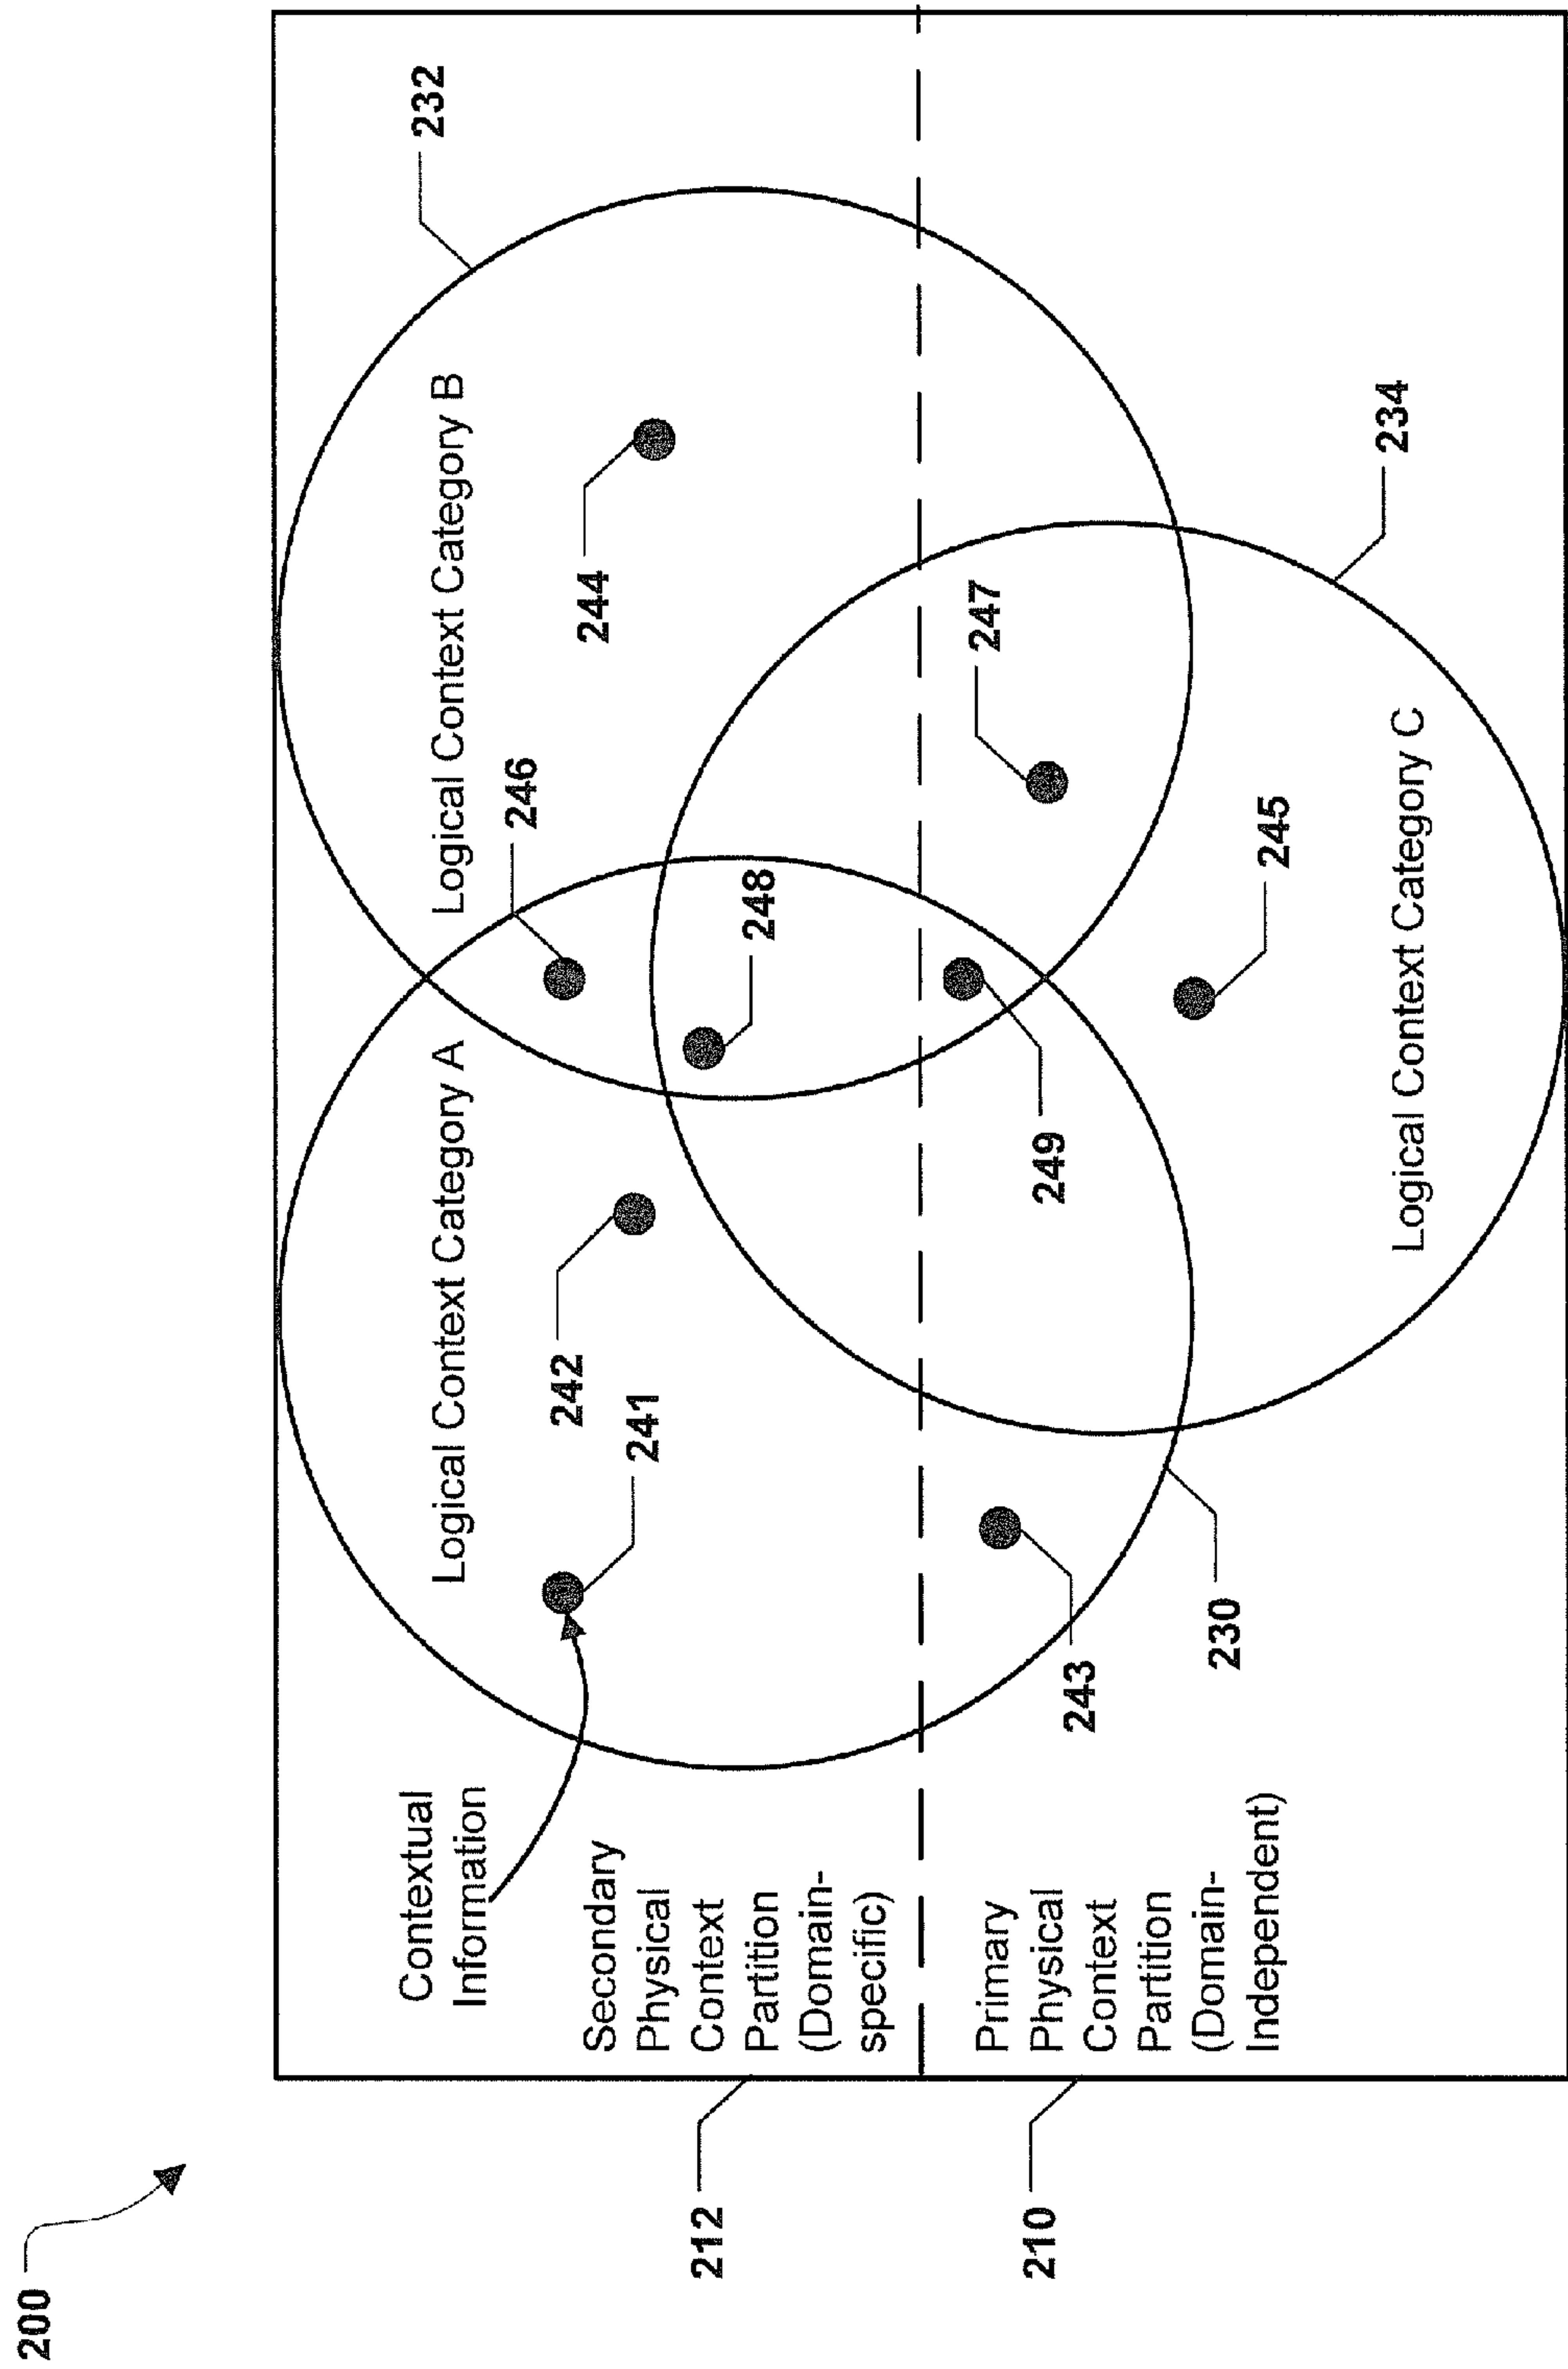 200
232
Logical Context Category A
Logical Context Category B
Contextual
Information
246
244
242
241
248
Secondary
Physical
Context
Partition
(Domain-
specific)
212
247
Primary
Physical
Context
Partition
(Domain-
Independent)
210
249
243
245
230
234
Logical Context Category C